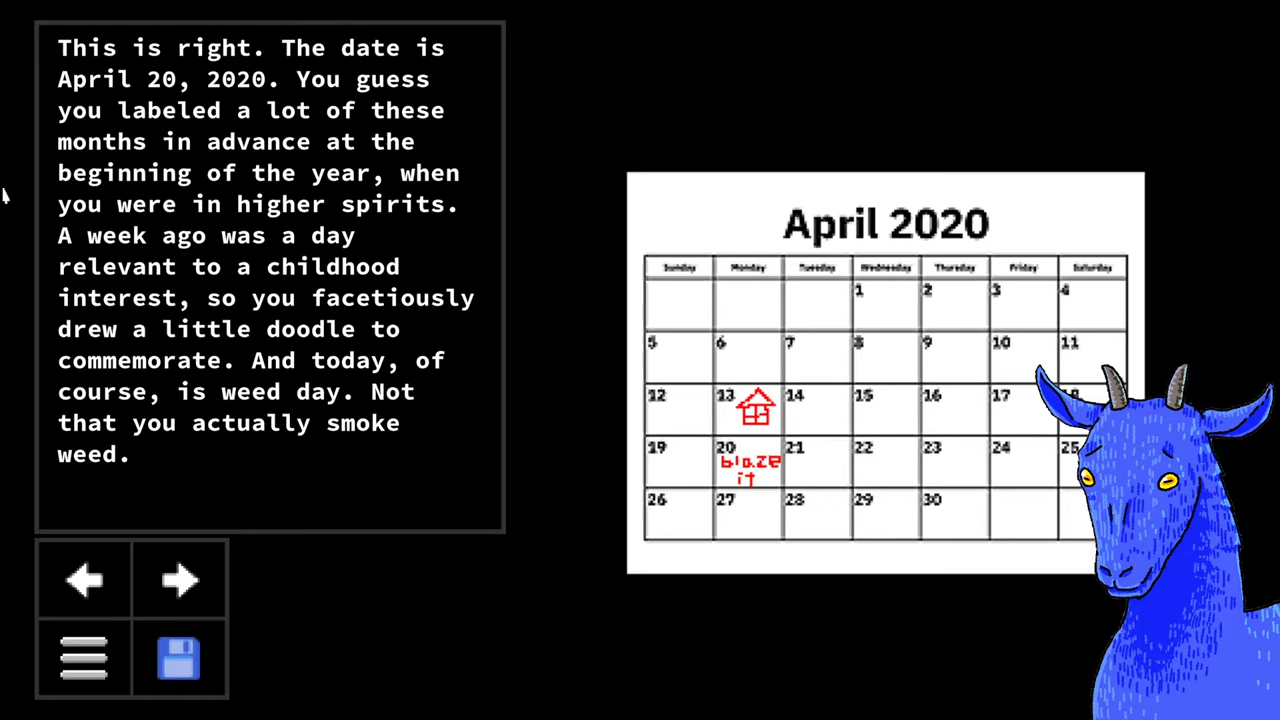 This is right. The date is
April 20, 2020. You guess
you labeled a lot of these
months in advance at the
beginning of the year, when
you were in higher spirits.
A week ago was a day
relevant to a childhood
interest, so you facetiously
drew a little doodle to
commemorate. And today, of
course, is weed day. Not
that you actually smoke
weed.
April 2020
Sunday Monday Tuesday Wednesday Thursday Friday Saturday
1 2 3 4
5 6 7 8 9 10 11
12 13 14 15 16 17
19 20 21 22 23 24 25
blaze
it
26 27 28 29 30